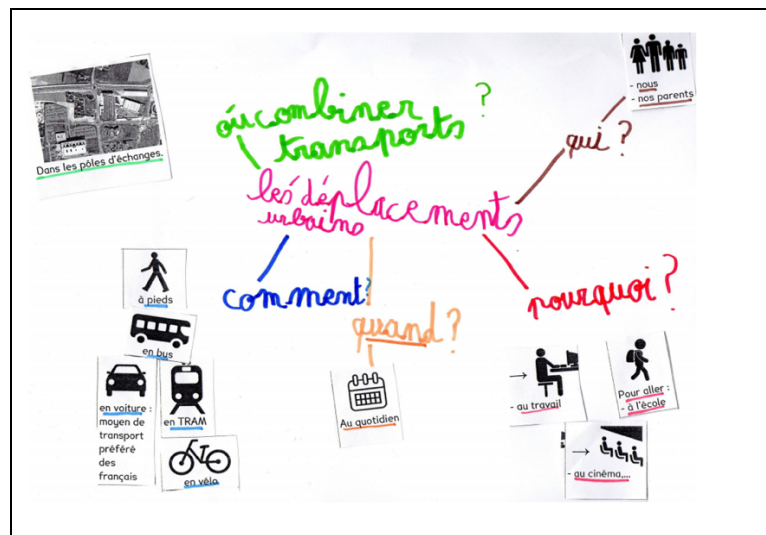 Dans les pôles d'échanges.
où combiner
transports ?
- nous
- nos parents
qui ?
les déplacements
urbains
comment ?
à pieds
en bus
en voiture :
moyen de
transport
préféré
des
français
en TRAM
en vélo
quand ?
Au quotidien
pourquoi ?
→
- au travail
Pour aller :
- à l'école
→
- au cinéma,...